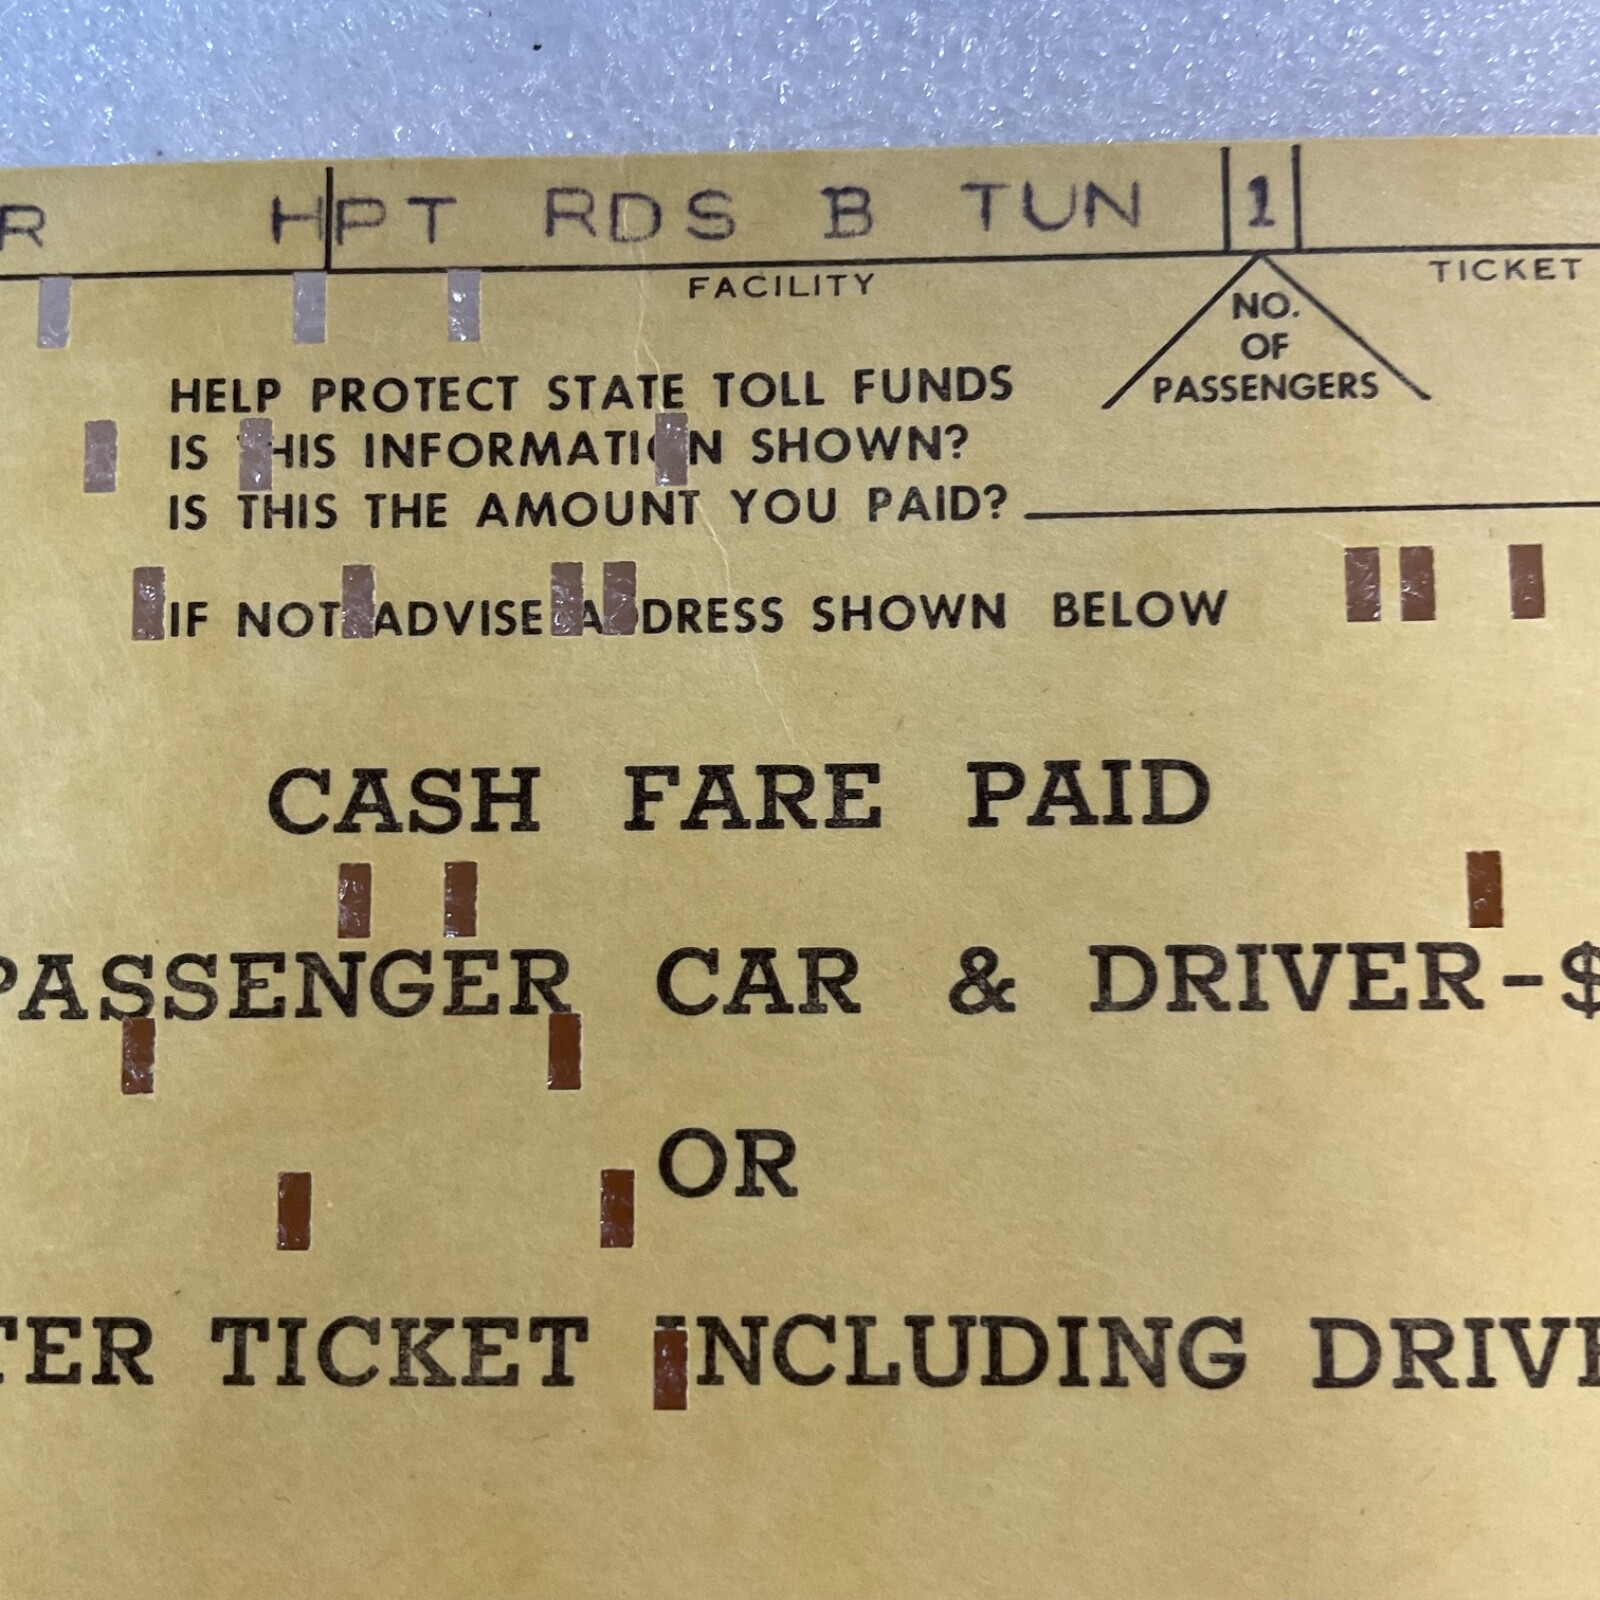 R HPT RDS B TUN 1
FACILITY
TICKET
NO.
OF
PASSENGERS
HELP PROTECT STATE TOLL FUNDS
IS THIS INFORMATION SHOWN?
IS THIS THE AMOUNT YOU PAID?
IF NOT ADVISE ADDRESS SHOWN BELOW
CASH FARE PAID
PASSENGER CAR & DRIVER-$
OR
TER TICKET INCLUDING DRIVE